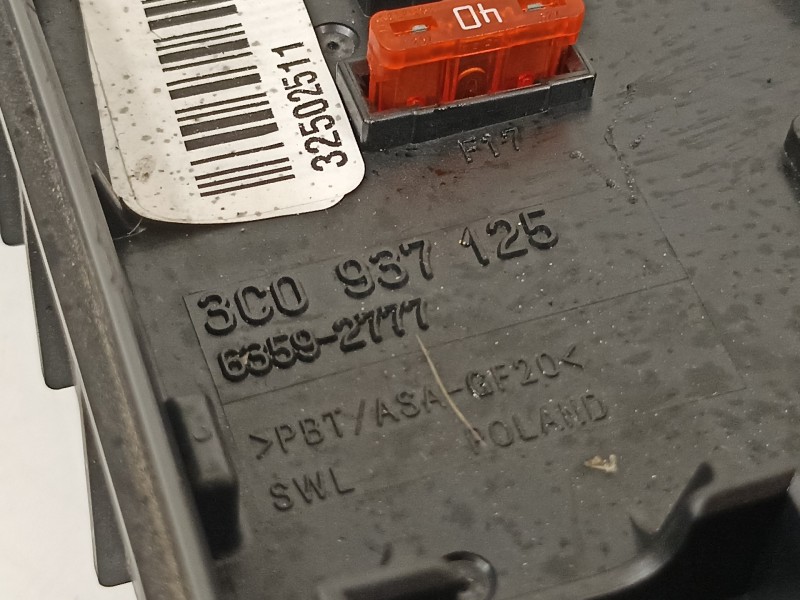 40
32502511
F17
3C0 937 125
6359-2777
>PBT/ASA-GF20<
POLAND
SWL